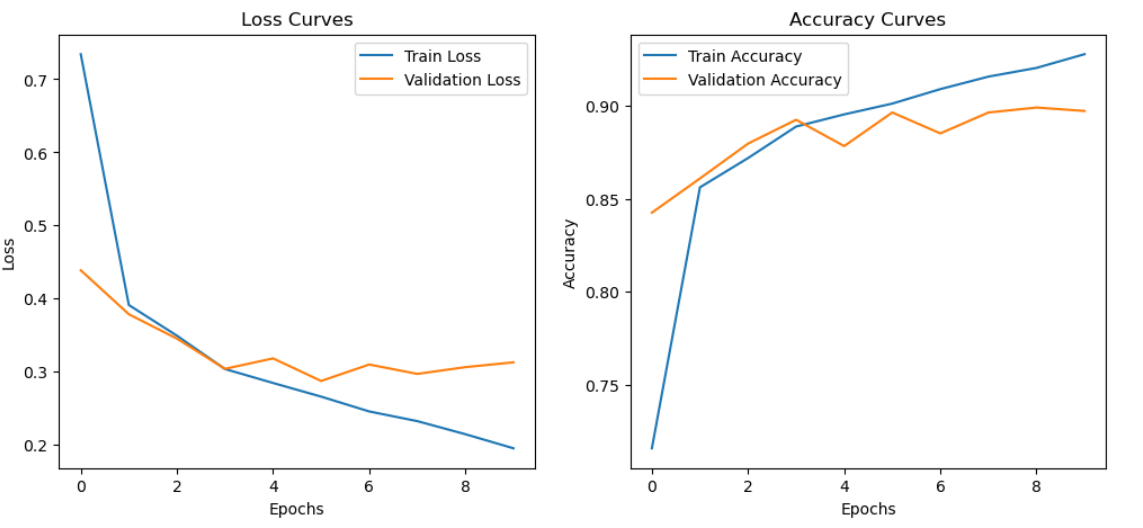 Loss Curves
Train Loss
Validation Loss
0.7
0.6
0.5
0.4
0.3
0.2
Loss
0 2 4 6 8
Epochs
Accuracy Curves
Train Accuracy
Validation Accuracy
0.90
0.85
0.80
0.75
Accuracy
0 2 4 6 8
Epochs